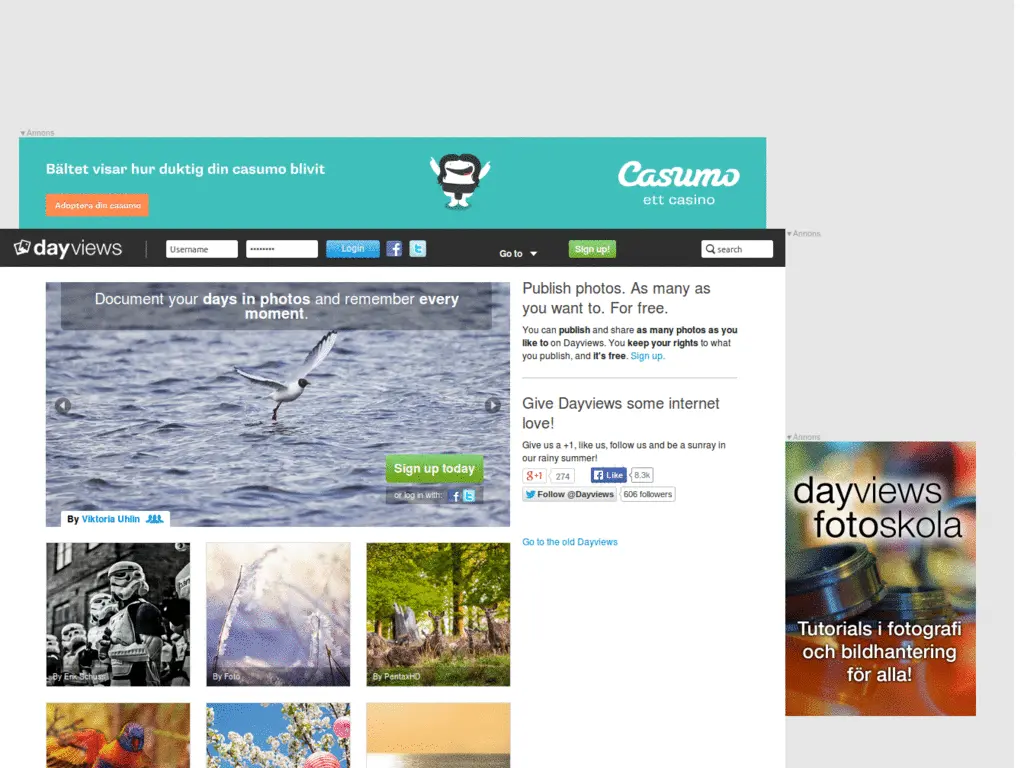 ▼Annons
Bältet visar hur duktig din casumo blivit
Adoptera din casumo
Casumo
ett casino
dayviews
Username
••••••••
Login
Go to
Sign up!
search
▼Annons
Document your days in photos and remember every
moment.
Sign up today
or log in with:
By Viktoria Uhlin
Publish photos. As many as
you want to. For free.
You can publish and share as many photos as you
like to on Dayviews. You keep your rights to what
you publish, and it's free. Sign up.
Give Dayviews some internet
love!
Give us a +1, like us, follow us and be a sunray in
our rainy summer!
g+1 274
Like 8.3k
Follow @Dayviews 606 followers
Go to the old Dayviews
▼Annons
dayviews
fotoskola
Tutorials i fotografi
och bildhantering
för alla!
By Erik
By Foto
By PentaxHD